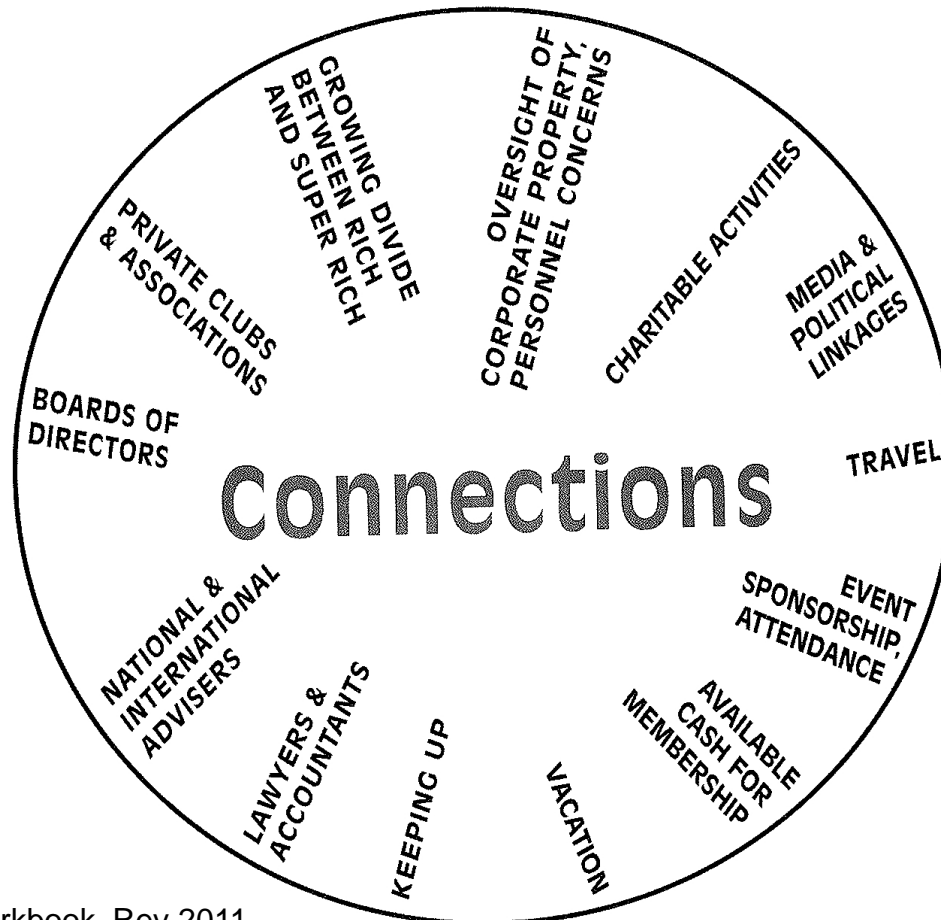 GROWING DIVIDE
BETWEEN RICH
AND SUPER RICH
OVERSIGHT OF
CORPORATE PROPERTY,
PERSONNEL CONCERNS
CHARITABLE ACTIVITIES
MEDIA &
POLITICAL
LINKAGES
TRAVEL
EVENT
SPONSORSHIP,
ATTENDANCE
AVAILABLE
CASH FOR
MEMBERSHIP
VACATION
KEEPING UP
LAWYERS &
ACCOUNTANTS
NATIONAL &
INTERNATIONAL
ADVISERS
BOARDS OF
DIRECTORS
PRIVATE CLUBS
& ASSOCIATIONS
Connections
Rev 2011